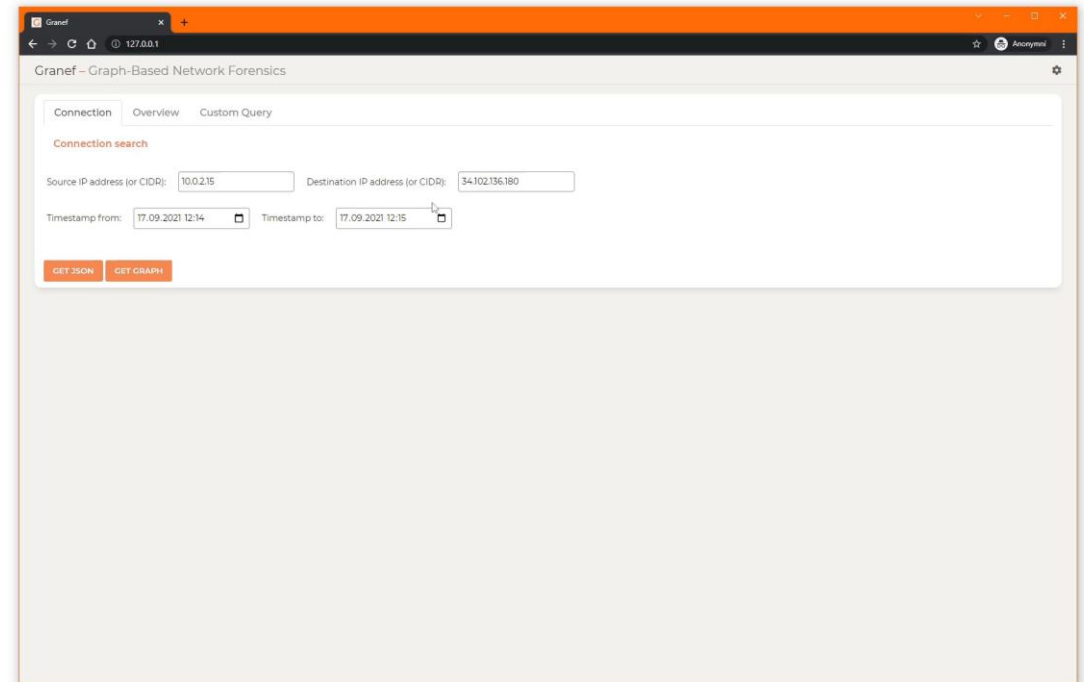 Granef
127.0.0.1
Anonymní
Granef – Graph-Based Network Forensics
Connection Overview Custom Query
Connection search
Source IP address (or CIDR): 10.0.2.15 Destination IP address (or CIDR): 34.102.136.180
Timestamp from: 17.09.2021 12:14 Timestamp to: 17.09.2021 12:15
GET JSON GET GRAPH